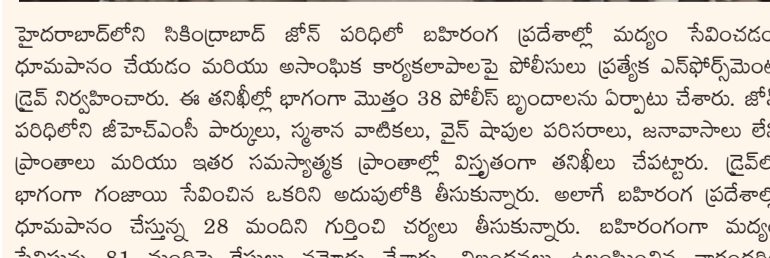 హైదరాబాద్‌లోని సికింద్రాబాద్ జోన్ పరిధిలో బహిరంగ ప్రదేశాల్లో మద్యం సేవించడం
ధూమపానం చేయడం మరియు అసాంఘిక కార్యకలాపాలపై పోలీసులు ప్రత్యేక ఎన్‌ఫోర్స్‌మెంట్
డ్రైవ్ నిర్వహించారు. ఈ తనిఖీల్లో భాగంగా మొత్తం 38 పోలీస్ బృందాలను ఏర్పాటు చేశారు.
పరిధిలోని జీహెచ్‌ఎంసీ పార్కులు, స్మశాన వాటికలు, వైన్ షాపుల పరిసరాలు, జనావాసాలు
ప్రాంతాలు మరియు ఇతర సమస్యాత్మక ప్రాంతాల్లో విస్తృతంగా తనిఖీలు చేపట్టారు.
భాగంగా గంజాయి సేవించిన ఒకరిని అదుపులోకి తీసుకున్నారు. అలాగే బహిరంగ
ధూమపానం చేస్తున్న 28 మందిని గుర్తించి చర్యలు తీసుకున్నారు. బహిరంగంగా